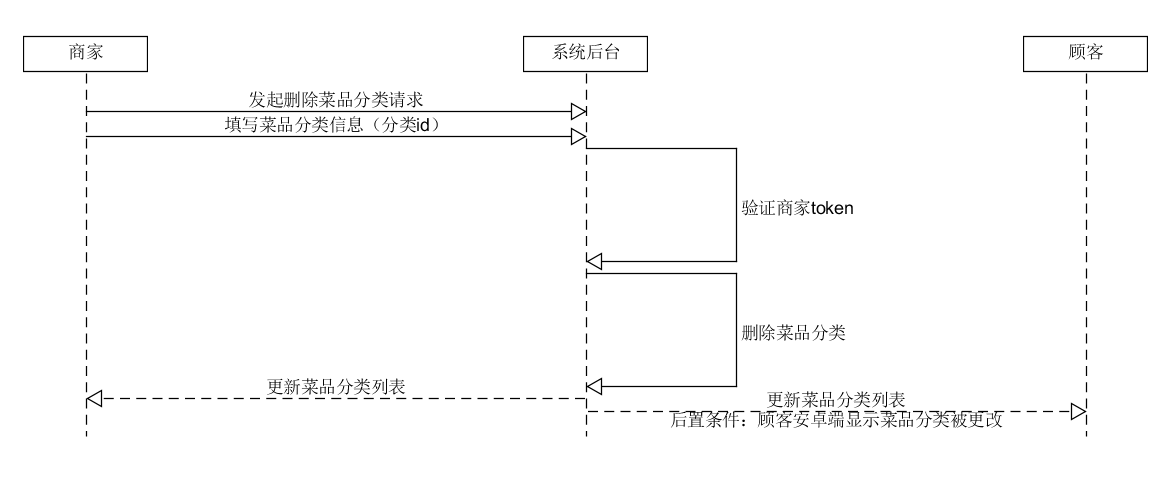 商家
系统后台
顾客
发起删除菜品分类请求
填写菜品分类信息（分类id）
验证商家token
删除菜品分类
更新菜品分类列表
更新菜品分类列表
后置条件：顾客安卓端显示菜品分类被更改